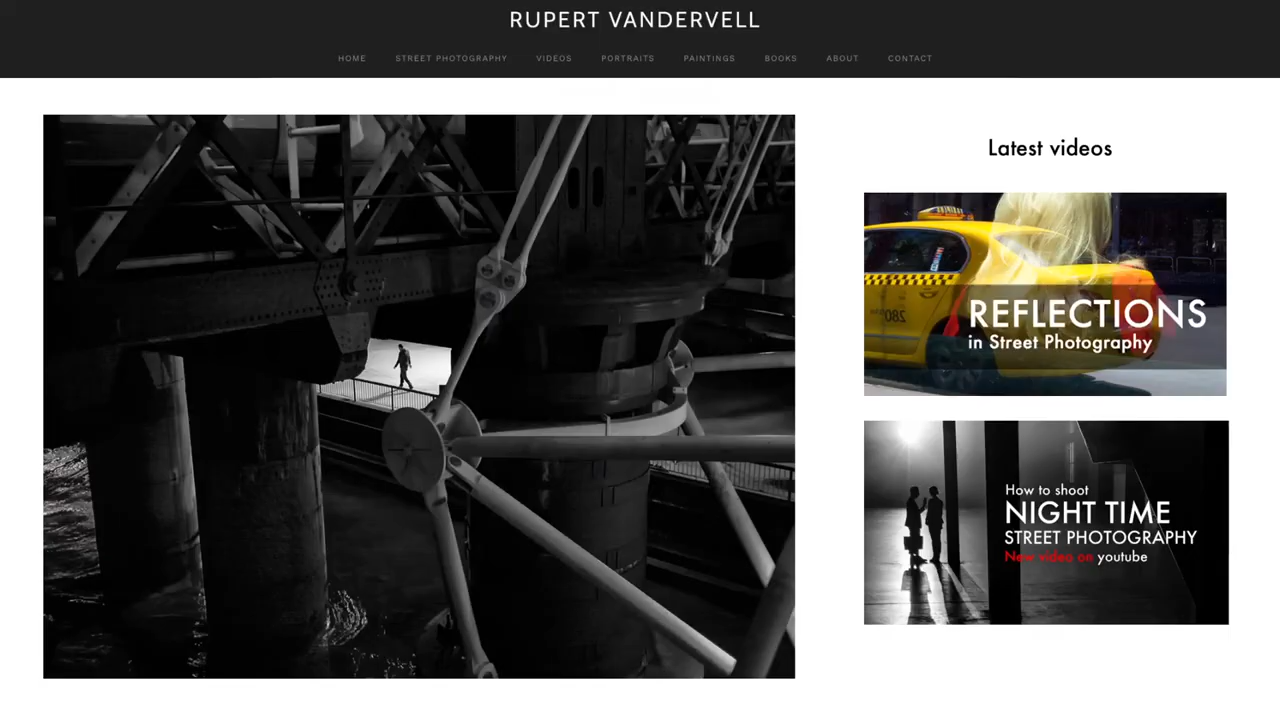 RUPERT VANDERVELL
HOME STREET PHOTOGRAPHY VIDEOS PORTRAITS PAINTINGS BOOKS ABOUT CONTACT
Latest videos
REFLECTIONS
in Street Photography
How to shoot
NIGHT TIME
STREET PHOTOGRAPHY
New video on youtube